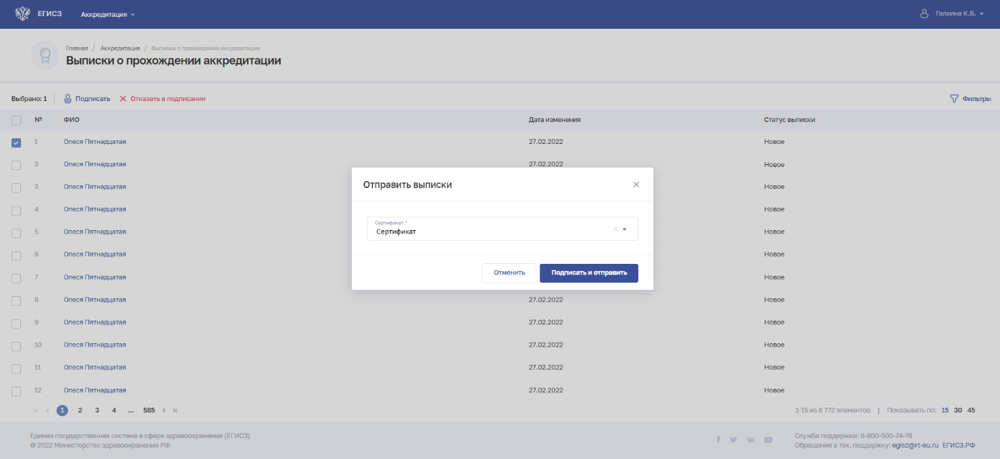 ЕГИСЗ Аккредитация Галкина К.Б.
Главная / Аккредитация / Выписки о прохождении аккредитации
Выписки о прохождении аккредитации
Выбрано: 1 Подписать Отказать в подписании Фильтры
№ ФИО Дата изменения Статус выписки
1 Олеся Пятнадцатая 27.02.2022 Новое
2 Олеся Пятнадцатая 27.02.2022 Новое
Отправить выписки
3 Олеся Пятнадцатая Новое
4 Олеся Пятнадцатая Новое
Сертификат *
5 Олеся Пятнадцатая Сертификат Новое
6 Олеся Пятнадцатая Новое
Отменить Подписать и отправить
7 Олеся Пятнадцатая Новое
8 Олеся Пятнадцатая 27.02.2022 Новое
9 Олеся Пятнадцатая 27.02.2022 Новое
10 Олеся Пятнадцатая 27.02.2022 Новое
11 Олеся Пятнадцатая 27.02.2022 Новое
12 Олеся Пятнадцатая 27.02.2022 Новое
1 2 3 4 ... 585 1-15 из 8 772 элементов | Показывать по: 15 30 45
Единая государственная система в сфере здравоохранения (ЕГИСЗ) Служба поддержки: 8-800-500-74-78
© 2022 Министерство здравоохранения РФ Обращение в тех. поддержку: egisz@rt-eu.ru ЕГИСЗ.РФ